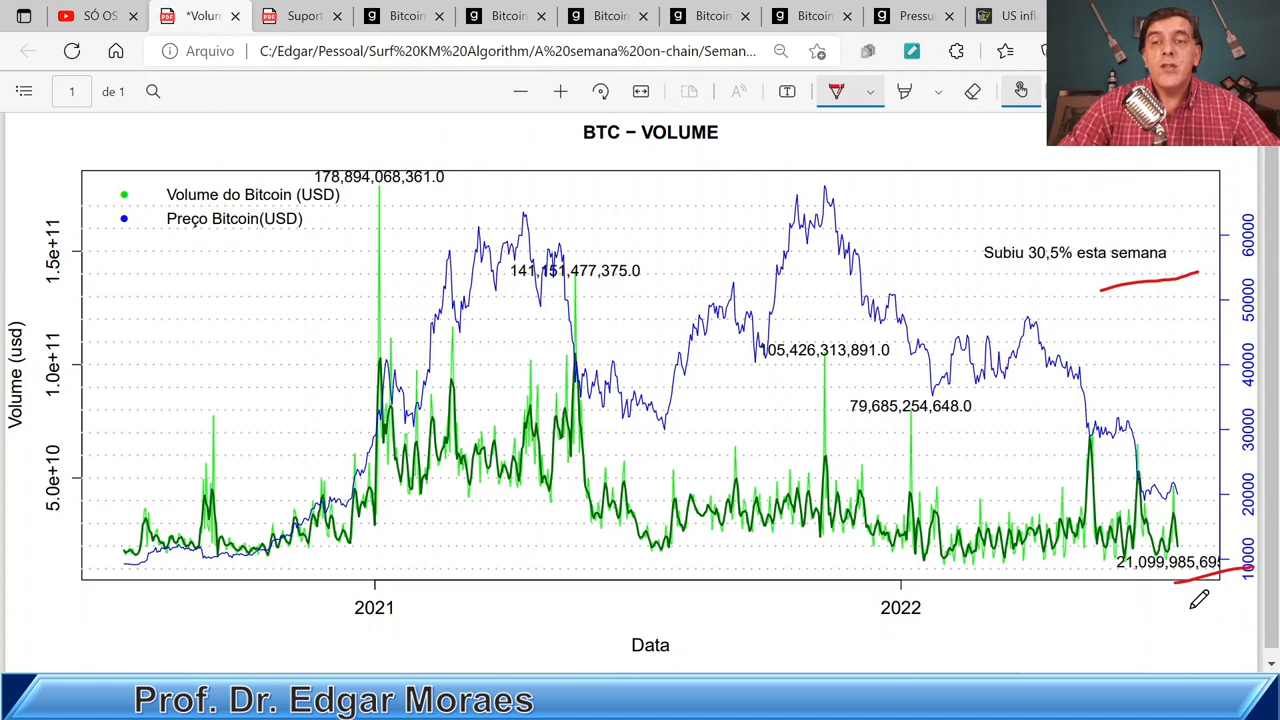 SÓ OS
*Volun
Suport
Bitcoin
Bitcoin
Bitcoin
Bitcoin
Bitcoin
Pressu
US infl
Arquivo
C:/Edgar/Pessoal/Surf%20KM%20Algorithm/A%20semana%20on-chain/Seman...
1
de 1
BTC − VOLUME
178,894,068,361.0
Volume do Bitcoin (USD)
Preço Bitcoin(USD)
Subiu 30,5% esta semana
141,151,477,375.0
105,426,313,891.0
79,685,254,648.0
21,099,985,695
Volume (usd)
1.5e+11
1.0e+11
5.0e+10
60000
50000
40000
30000
20000
10000
2021
2022
Data
Prof. Dr. Edgar Moraes